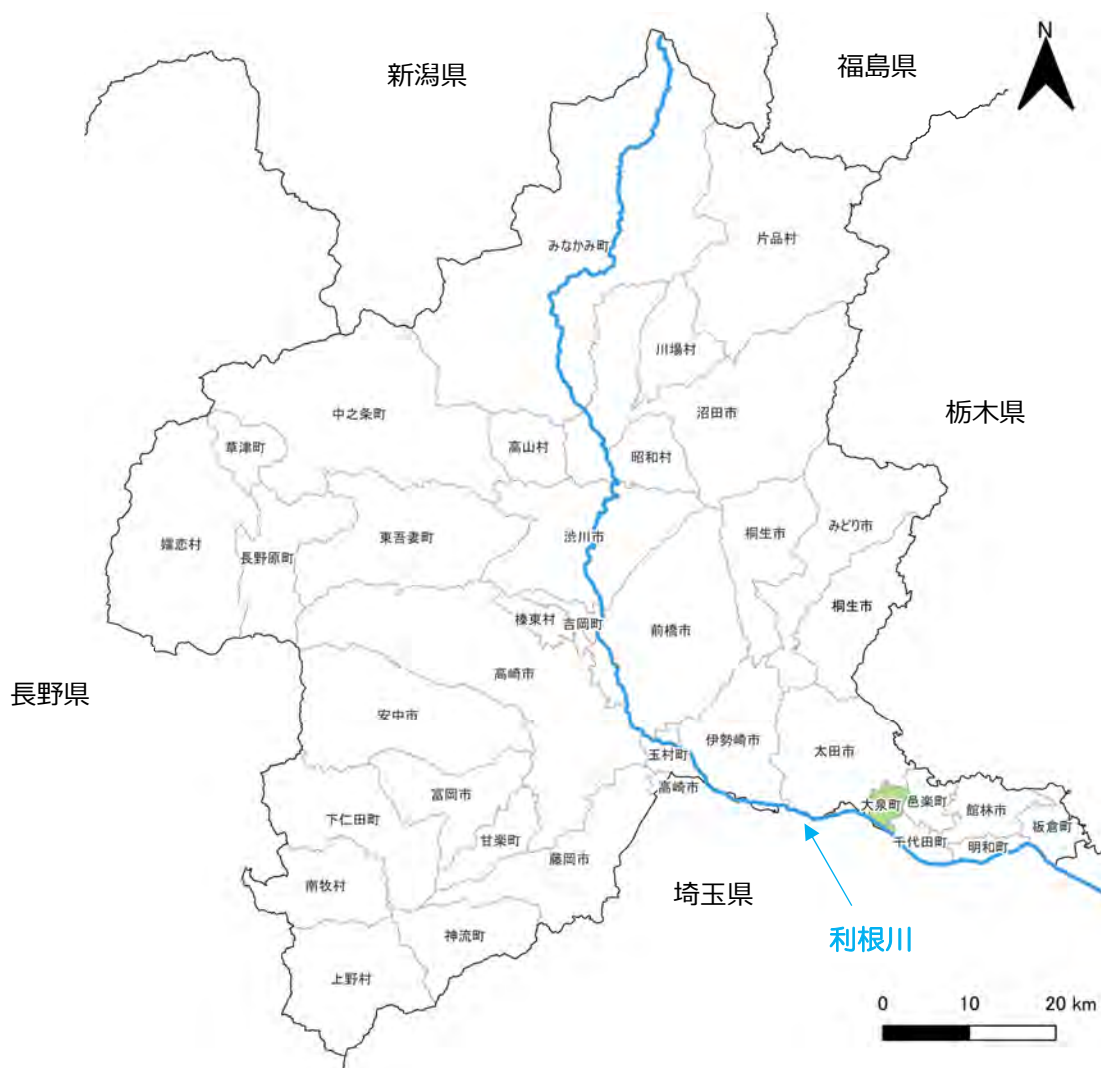 N
新潟県
福島県
みなかみ町
片品村
川場村
中之条町
沼田市
栃木県
草津町
高山村
昭和村
嬬恋村
長野原町
東吾妻町
渋川市
桐生市
みどり市
桐生市
榛東村
吉岡町
前橋市
長野県
高崎市
安中市
伊勢崎市
太田市
玉村町
高崎市
富岡市
大泉町
邑楽町
館林市
板倉町
下仁田町
甘楽町
千代田町
明和町
藤岡市
南牧村
埼玉県
神流町
利根川
上野村
0 10 20 km